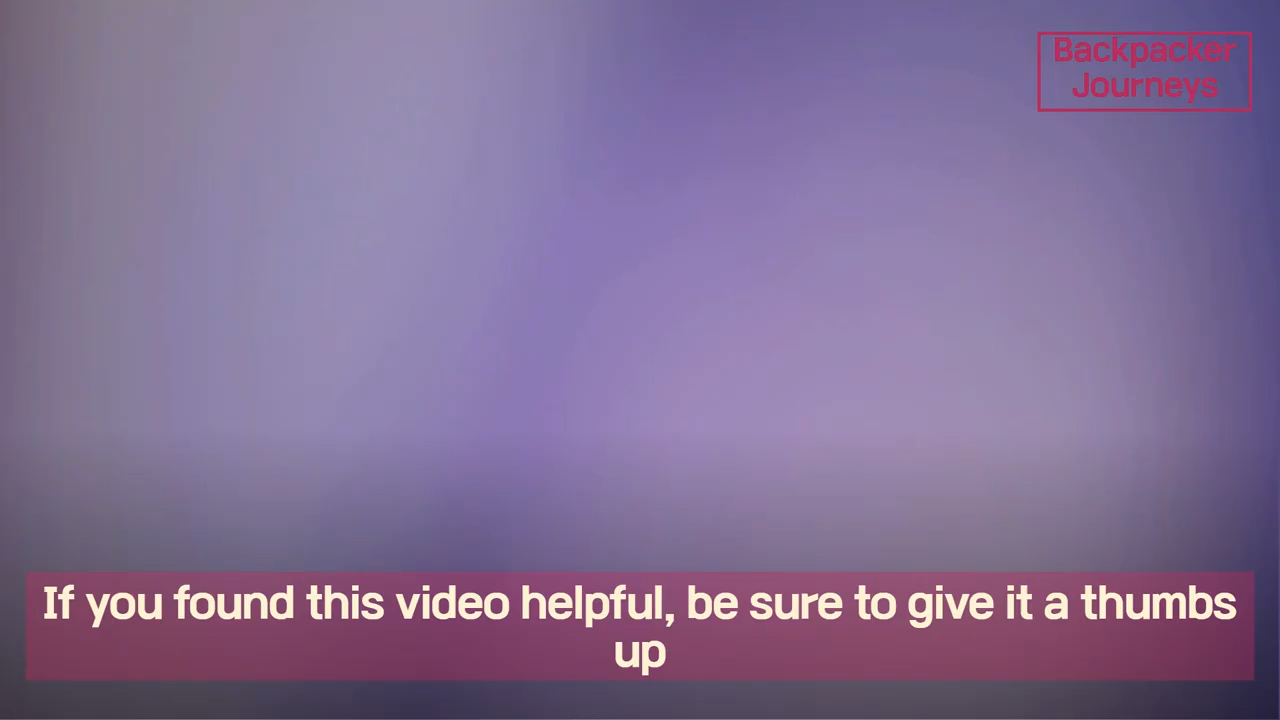 Backpacker
Journeys
If you found this video helpful, be sure to give it a thumbs
up